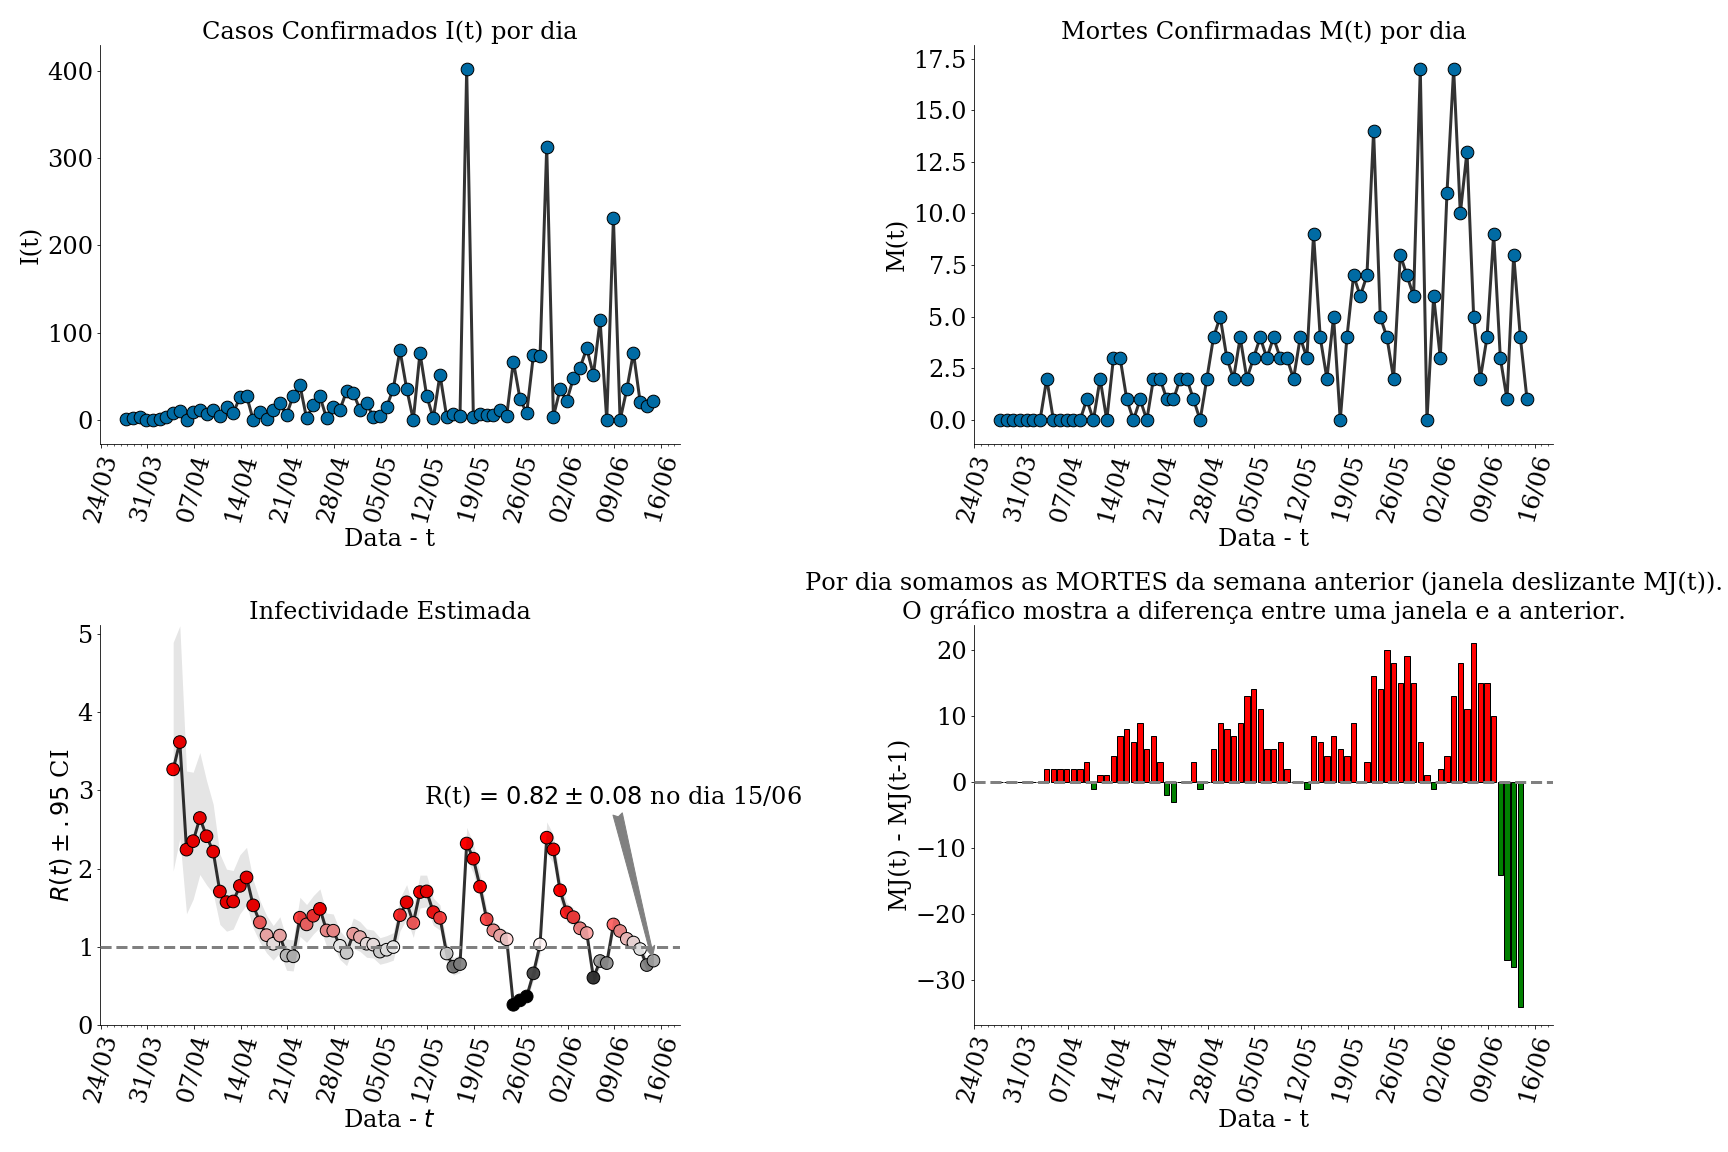 Casos Confirmados I(t) por dia
I(t)
400
300
200
100
0
24/03 31/03 07/04 14/04 21/04 28/04 05/05 12/05 19/05 26/05 02/06 09/06 16/06
Data - t
Mortes Confirmadas M(t) por dia
M(t)
17.5
15.0
12.5
10.0
7.5
5.0
2.5
0.0
24/03 31/03 07/04 14/04 21/04 28/04 05/05 12/05 19/05 26/05 02/06 09/06 16/06
Data - t
Infectividade Estimada
R(t) ± .95 CI
5
4
3
2
1
0
R(t) = 0.82 ± 0.08 no dia 15/06
24/03 31/03 07/04 14/04 21/04 28/04 05/05 12/05 19/05 26/05 02/06 09/06 16/06
Data - t
Por dia somamos as MORTES da semana anterior (janela deslizante MJ(t)).
O gráfico mostra a diferença entre uma janela e a anterior.
MJ(t) - MJ(t-1)
20
10
0
−10
−20
−30
24/03 31/03 07/04 14/04 21/04 28/04 05/05 12/05 19/05 26/05 02/06 09/06 16/06
Data - t